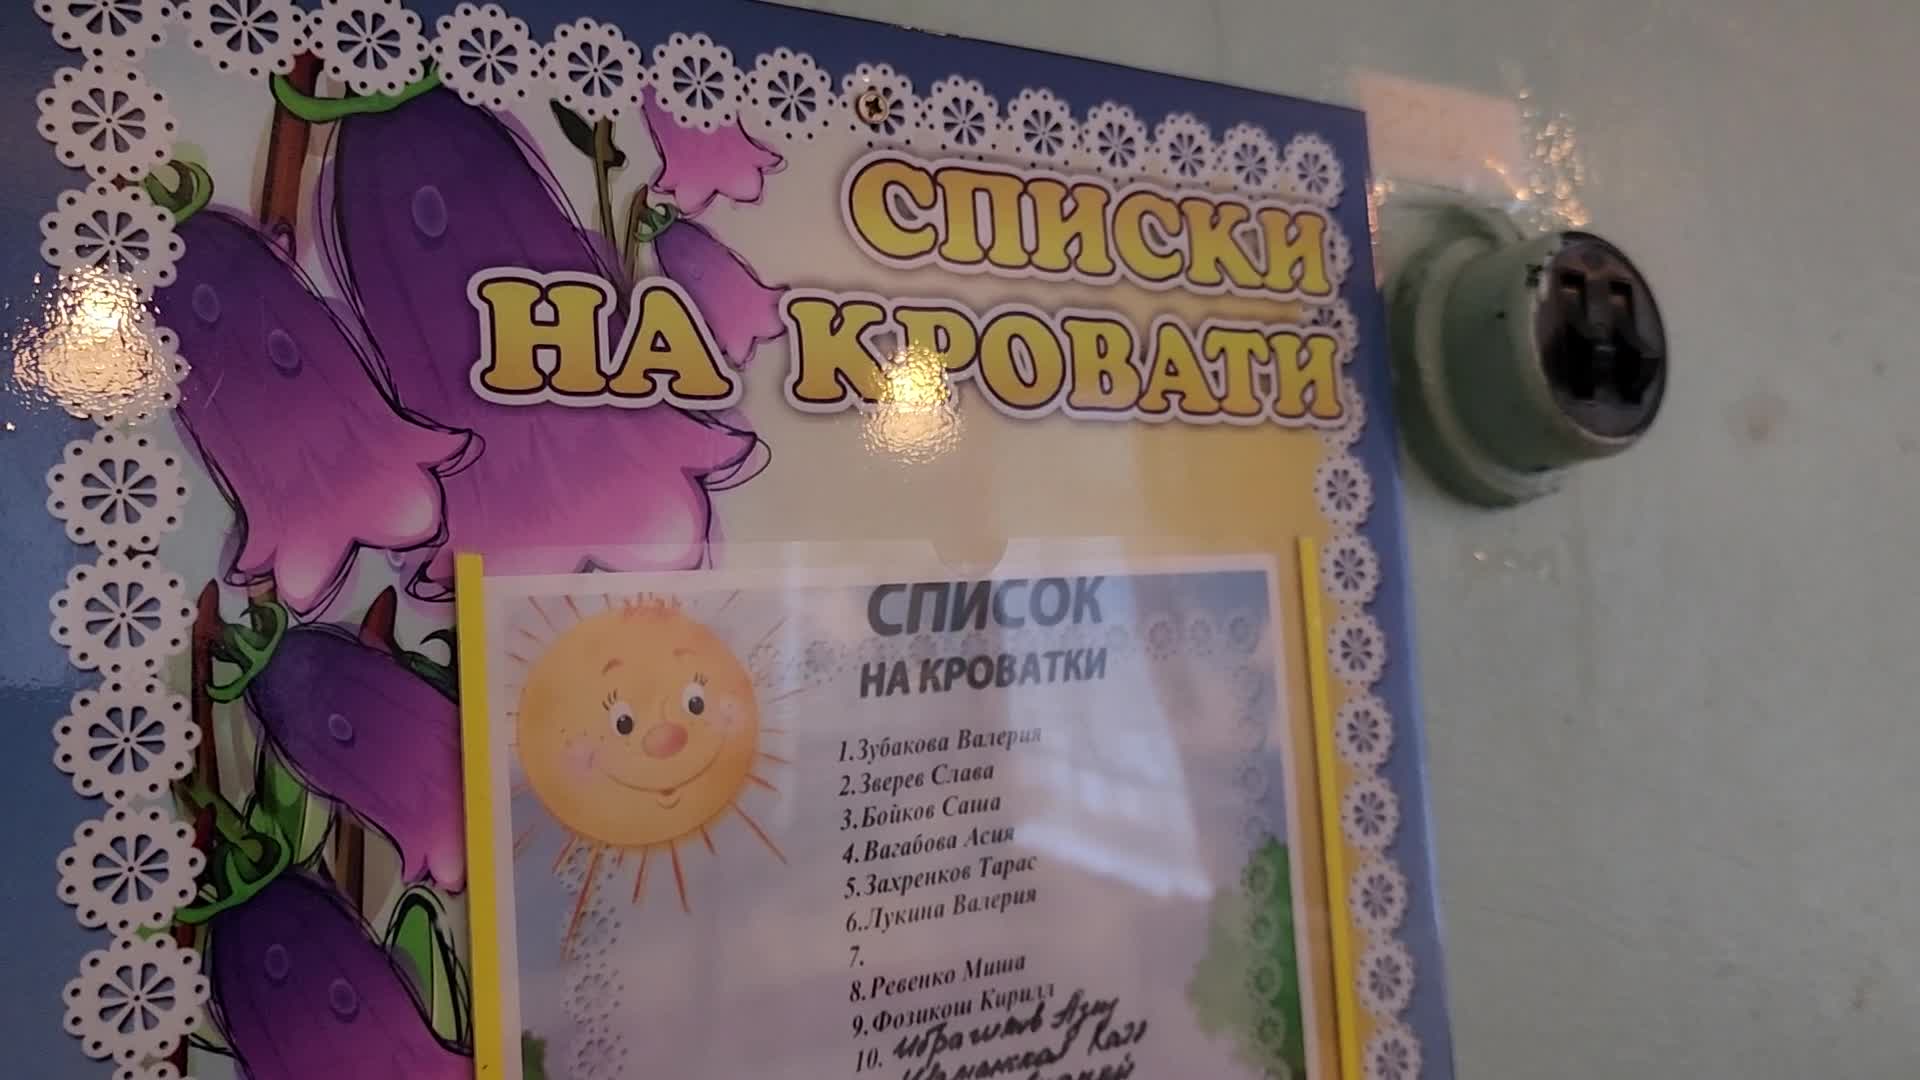 СПИСКИ
НА КРОВАТИ
СПИСОК
НА КРОВАТКИ
1.Зубакова Валерия
2.Зверев Слава
3.Бойков Саша
4.Вагабова Асия
5.Захренков Тарас
6.Лукина Валерия
7.
8.Ревенко Миша
9.Фозикош Кирилл
10. Ибрагимов